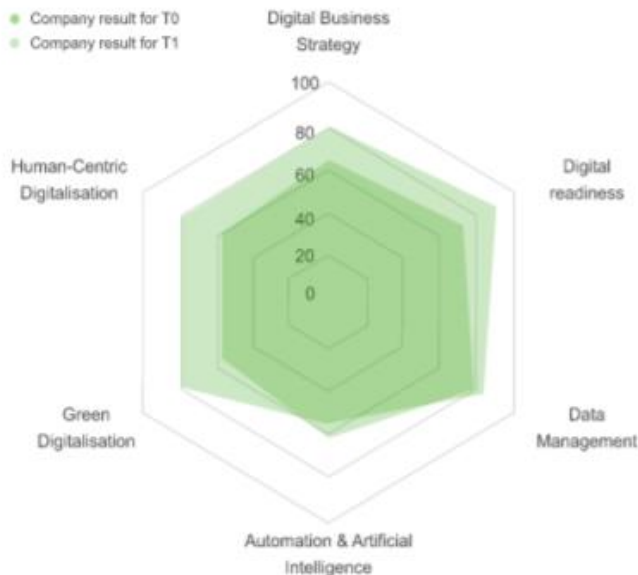 Company result for T0
Company result for T1
Digital Business
Strategy
100
80
60
40
20
0
Human-Centric
Digitalisation
Digital
readiness
Green
Digitalisation
Data
Management
Automation & Artificial
Intelligence